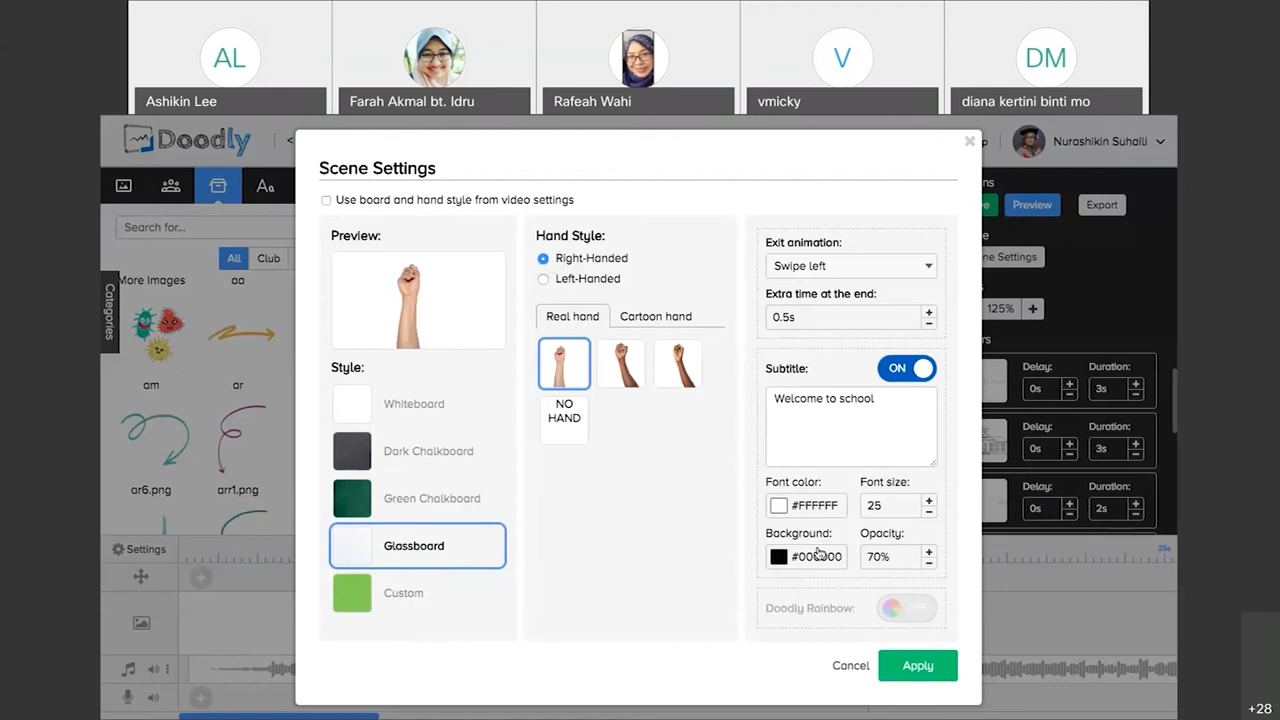 AL
V
DM
Ashikin Lee
Farah Akmal bt. Idru
Rafeah Wahi
vmicky
diana kertini binti mo
Doodly
<
Scene Settings
Nurashikin Suhaili
Use board and hand style from video settings
Preview:
Hand Style:
Right-Handed
Left-Handed
Real hand
Cartoon hand
NO
HAND
Style:
Whiteboard
Dark Chalkboard
Green Chalkboard
Glassboard
Custom
Exit animation:
Swipe left
Extra time at the end:
0.5s
+
-
Subtitle:
ON
Welcome to school
Font color:
Font size:
#FFFFFF
25
+
-
Background:
Opacity:
#000000
70%
+
-
Doodly Rainbow:
OFF
Cancel
Apply
Aa
Search for...
All
Club
More Images
aa
Categories
am
ar
ar6.png
arr1.png
Settings
Preview
Export
ne Settings
125%
+
Delay:
Duration:
0s
3s
Delay:
Duration:
0s
3s
Delay:
Duration:
0s
2s
25s
+28